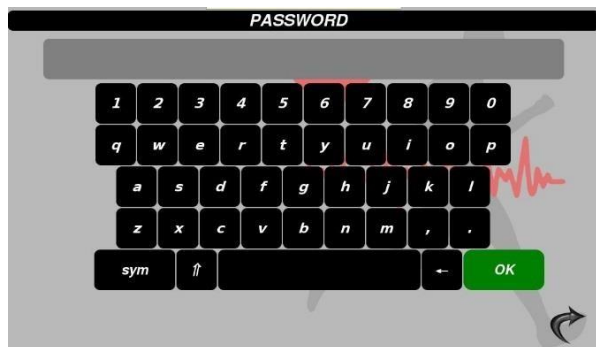 PASSWORD
1 2 3 4 5 6 7 8 9 0
q w e r t y u i o p
a s d f g h j k l
z x c v b n m , .
sym ⇑ ← OK